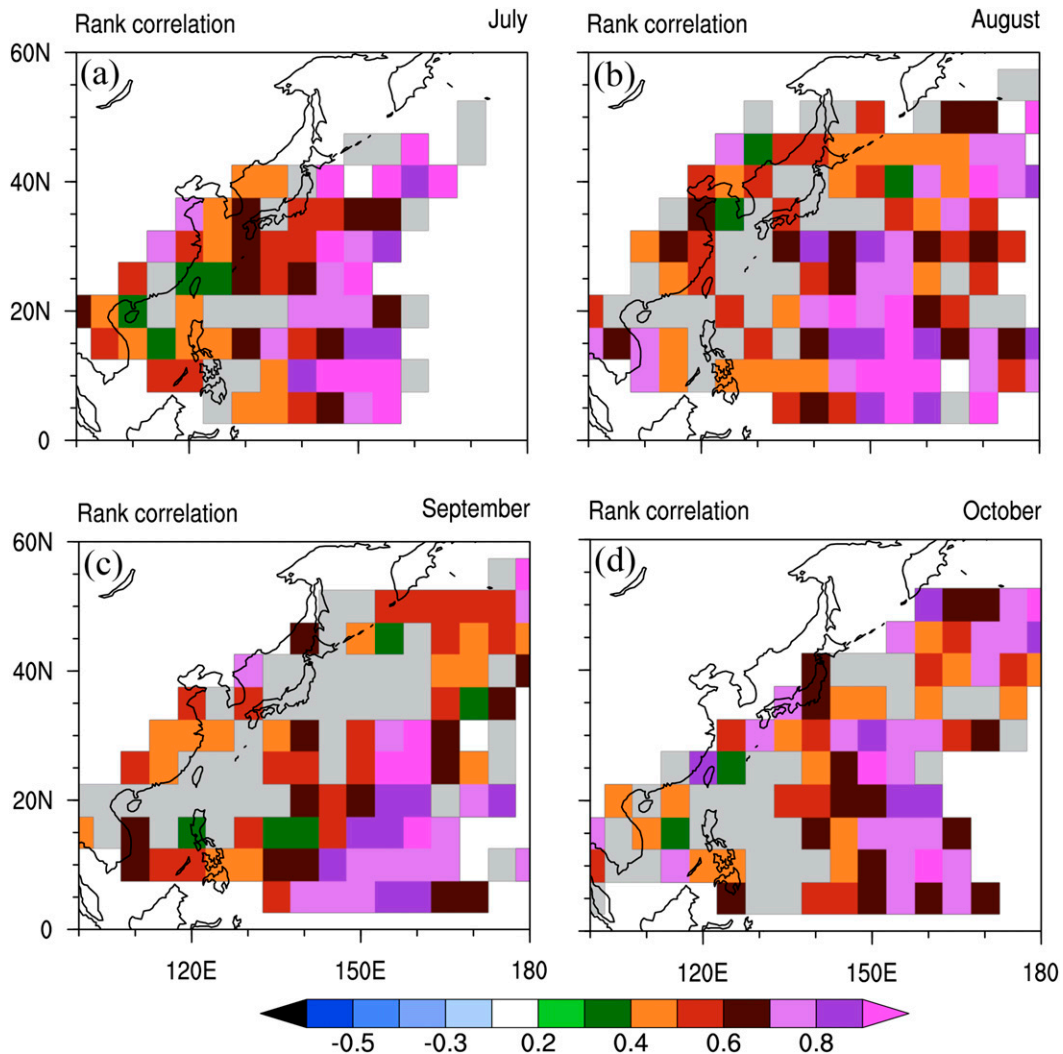 Rank correlation July
(a)
60N
40N
20N
0
Rank correlation August
(b)
Rank correlation September
(c)
60N
40N
20N
0
120E 150E 180
Rank correlation October
(d)
120E 150E 180
-0.5 -0.3 0.2 0.4 0.6 0.8